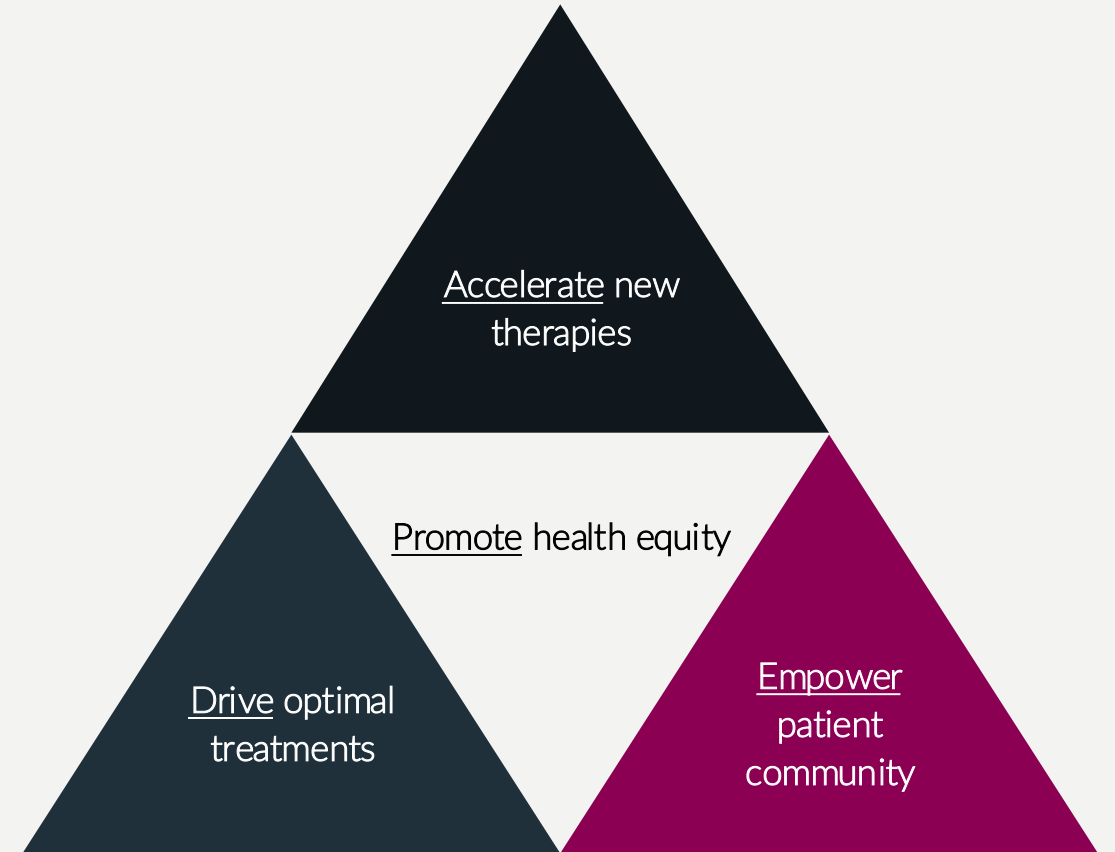 Accelerate new
therapies
Promote health equity
Drive optimal
treatments
Empower
patient
community